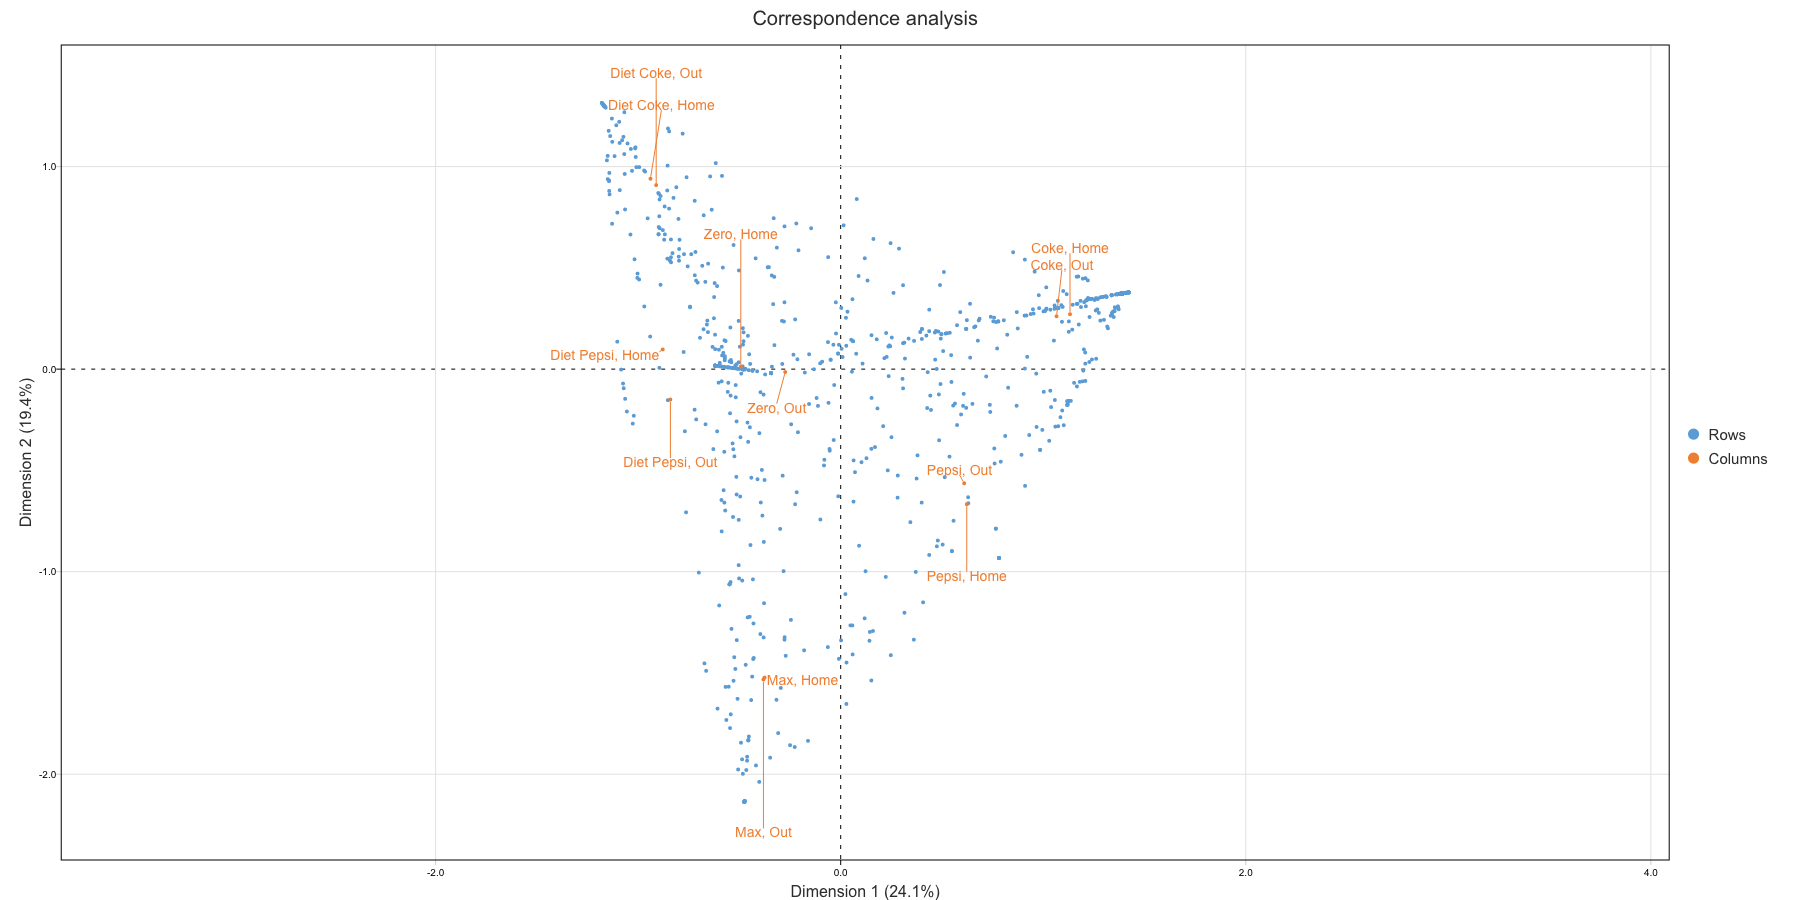 Correspondence analysis
Diet Coke, Out
Diet Coke, Home
1.0
Zero, Home
Coke, Home
Coke, Out
Diet Pepsi, Home
0.0
Zero, Out
Diet Pepsi, Out
Pepsi, Out
Pepsi, Home
-1.0
Max, Home
-2.0
Max, Out
Dimension 2 (19.4%)
-2.0
0.0
2.0
4.0
Dimension 1 (24.1%)
Rows
Columns